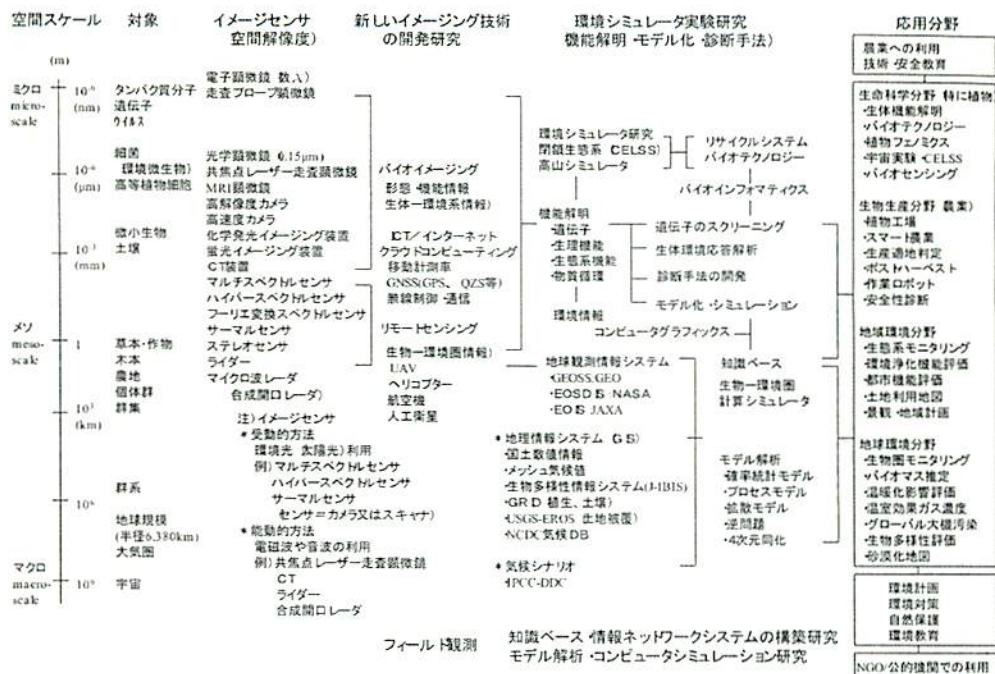 空間スケール
対象
イメージセンサ
空間解像度)
新しいイメージング技術
の開発研究
環境シミュレータ実験研究
機能解明・モデル化・診断手法)
応用分野
(m)
ミクロ
micro-
scale
10⁻⁹
(nm)
10⁻⁶
(μm)
10⁻³
(mm)
メソ
meso-
scale
1
10³
(km)
10⁶
マクロ
macro-
scale
10⁹
タンパク質分子
遺伝子
ウイルス
細菌
環境微生物)
高等植物細胞
微小生物
土壌
草本・作物
木本
農地
個体群
群集
群系
地球規模
(半径6,380km)
大気圏
宇宙
電子顕微鏡 数Å)
走査プローブ顕微鏡
光学顕微鏡 0.15μm)
共焦点レーザー走査顕微鏡
MRI顕微鏡
高解像度カメラ
高速度カメラ
化学発光イメージング装置
蛍光イメージング装置
CT装置
マルチスペクトルセンサ
ハイパースペクトルセンサ
フーリエ変換スペクトルセンサ
サーマルセンサ
ステレオセンサ
ライダー
マイクロ波レーダ
合成開口レーダ)
注) イメージセンサ
* 受動的方法
環境光 太陽光) 利用
例) マルチスペクトルセンサ
ハイパースペクトルセンサ
サーマルセンサ
センサ=カメラ又はスキャナ)
* 能動的方法
電磁波や音波の利用
例) 共焦点レーザー走査顕微鏡
CT
ライダー
合成開口レーダ
バイオイメージング
形態・機能情報
生体ー環境系情報)
ICT/インターネット
クラウドコンピューティング
移動計測率
GNSS(GPS、QZS等)
無線制御・通信
リモートセンシング
生物ー環境圏情報)
UAV
ヘリコプター
航空機
人工衛星
環境シミュレータ研究
閉鎖生態系 CELSS)
高山シミュレータ
リサイクルシステム
バイオテクノロジー
バイオインフォマティクス
機能解明
・遺伝子
・生理機能
・生態系機能
・物質循環
環境情報
遺伝子のスクリーニング
生体環境応答解析
診断手法の開発
モデル化・シミュレーション
コンピュータグラフィックス
地球観測情報システム
・GEOSS/GEO
・EOSDIS/NASA
・EOIS/JAXA
知識ベース
生物ー環境圏
計算シミュレータ
* 地理情報システム GIS)
・国土数値情報
・メッシュ気候値
・生物多様性情報システム(J-IBIS)
・GRID 植生、土壌)
・USGS-EROS 土地被覆)
・NCDC気候DB
* 気候シナリオ
・IPCC-DDC
モデル解析
・確率統計モデル
・プロセスモデル
・拡散モデル
・逆問題
・4次元同化
農業への利用
技術・安全教育
生命科学分野 特に植物
・生体機能解明
・バイオテクノロジー
・植物フェノミクス
・宇宙実験・CELSS
・バイオセンシング
生物生産分野 農業)
・植物工場
・スマート農業
・生産適地判定
・ポストハーベスト
・作業ロボット
・安全性診断
地域環境分野
・生態系モニタリング
・環境浄化機能評価
・都市機能評価
・土地利用地図
・景観・地域計画
地球環境分野
・生物圏モニタリング
・バイオマス推定
・温暖化影響評価
・温室効果ガス濃度
・グローバル大機汚染
・生物多様性評価
・砂漠化地図
環境計画
環境対策
自然保護
環境教育
NGO/公的機関での利用
フィールド観測
知識ベース・情報ネットワークシステムの構築研究
モデル解析・コンピュータシミュレーション研究